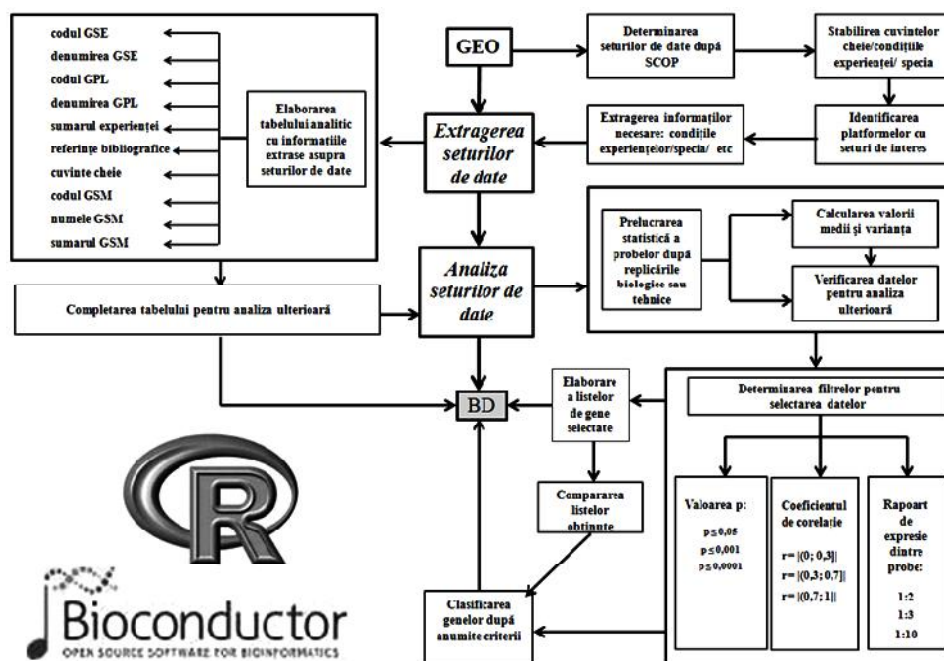 codul GSE
denumirea GSE
codul GPL
denumirea GPL
sumarul experienței
referințe bibliografice
cuvinte cheie
codul GSM
numele GSM
sumarul GSM
Elaborarea
tabelului analitic
cu informatiile
extrase asupra
seturilor de date
GEO
Determinarea
seturilor de date după
SCOP
Stabilirea cuvintelor
cheie/condițiile
experienței/ specia
Extragerea
seturilor
de date
Extragerea informaților
necesare: condițiile
experiențelor/specia/ etc
Identificarea
platformelor cu
seturi de interes
Prelucrarea
statistică a
probelor după
replicările
biologice sau
tehnice
Calcularea valorii
medii și varianța
Verificarea datelor
pentru analiza
ulterioară
Analiza
seturilor de
date
Completarea tabelului pentru analiza ulterioară
BD
Elaborare
a listelor
de gene
selectate
Determinarea filtrelor pentru
selectarea datelor
Compararea
listelor
obținute
Valoarea p:
p≤0,05
p≤0,001
p≤0,0001
Coeficientul
de corelație
r= |(0; 0,3]|
r= |(0,3; 0,7]|
r= |(0,7; 1||
Rapoart
de
expresie
dintre
probe:
1:2
1:3
1:10
Clasificarea
genelor după
anumite criterii
R
Bioconductor
OPEN SOURCE SOFTWARE FOR BIOINFORMATICS